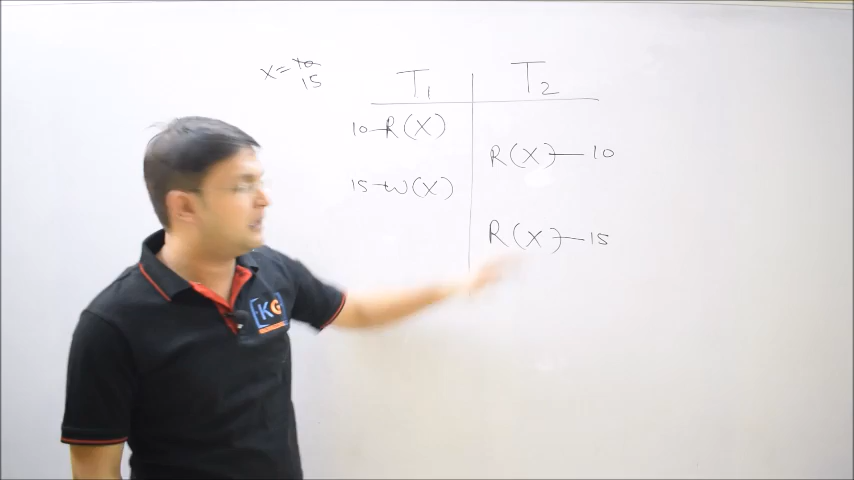 X = 10
15
T1 T2
10 - R(X)
R(X) - 10
15 - W(X)
R(X) - 15
KG